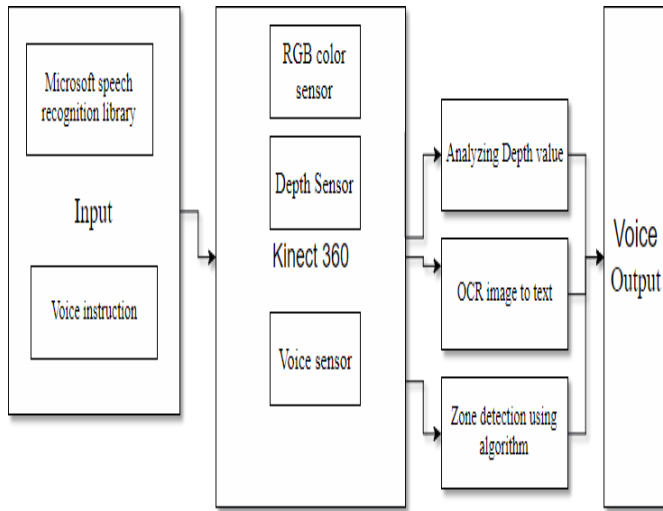 Microsoft speech
recognition library
Input
Voice instruction
RGB color
sensor
Depth Sensor
Kinect 360
Voice sensor
Analyzing Depth value
OCR image to text
Zone detection using
algorithm
Voice
Output